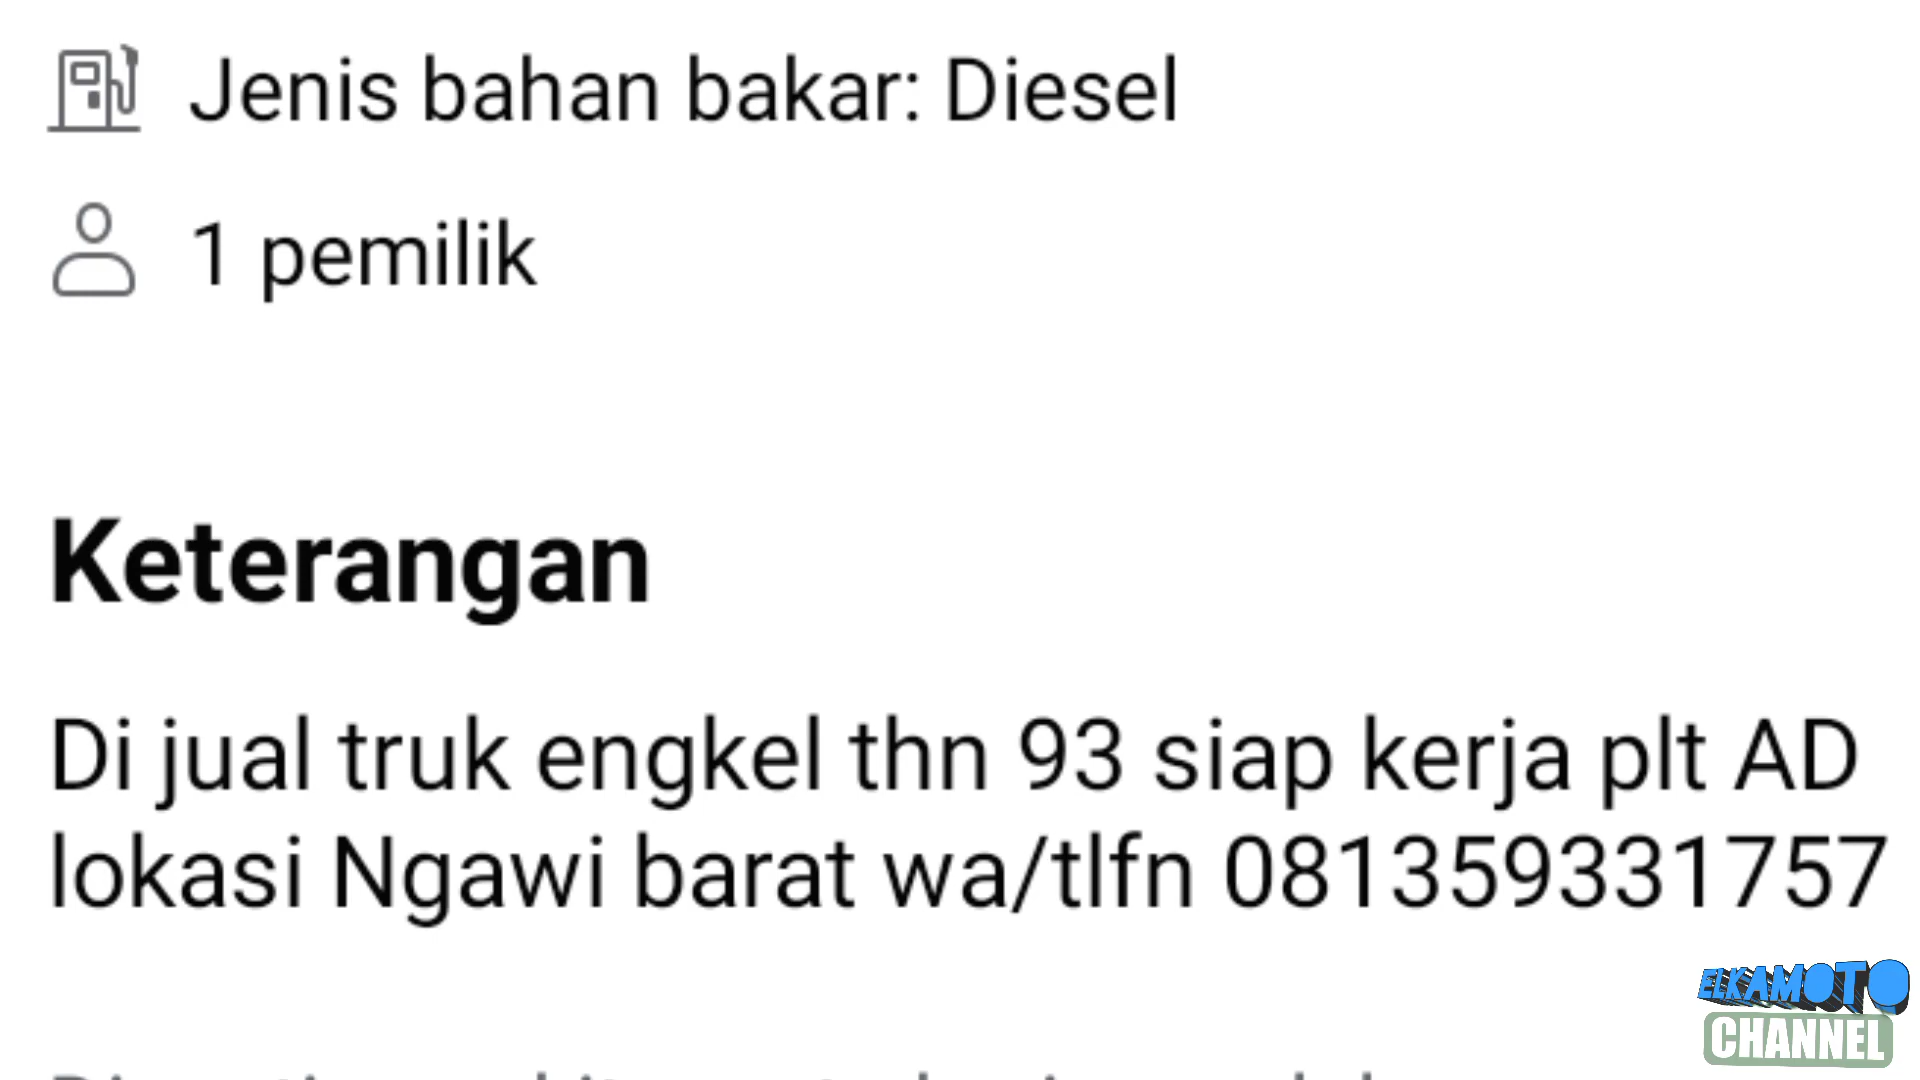 Jenis bahan bakar: Diesel
1 pemilik
Keterangan
Di jual truk engkel thn 93 siap kerja plt AD
lokasi Ngawi barat wa/tlfn 081359331757
ELKAMOTO
CHANNEL